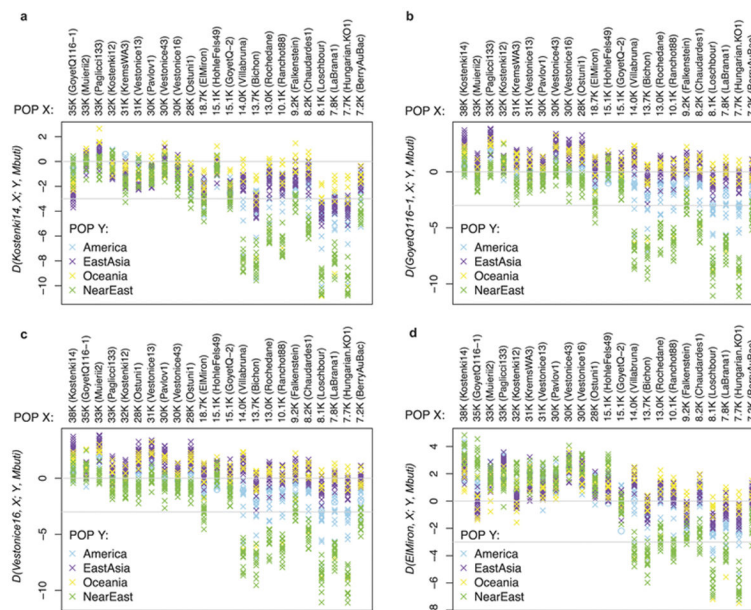 a
35K (GoyetQ116-1)
33K (Muierii2)
33K (Paglicci133)
32K (Kostenki12)
31K (KremsWA3)
31K (Vestonice13)
30K (Pavlov1)
30K (Vestonice43)
30K (Vestonice16)
28K (Ostuni1)
18.7K (ElMiron)
15.1K (HohleFels49)
15.1K (GoyetQ-2)
14.0K (Villabruna)
13.7K (Bichon)
13.0K (Rochedane)
10.1K (Ranchot88)
9.2K (Falkenstein)
8.2K (Chaudardes1)
8.1K (Loschbour)
7.8K (LaBrana1)
7.7K (Hungarian.KO1)
7.2K (BerryAuBac)
POP X:
2
0
−2
−4
−6
−8
−10
D(Kostenki14, X; Y, Mbuti)
POP Y:
America
EastAsia
Oceania
NearEast
b
38K (Kostenki14)
33K (Muierii2)
33K (Paglicci133)
32K (Kostenki12)
31K (KremsWA3)
31K (Vestonice13)
30K (Pavlov1)
30K (Vestonice43)
30K (Vestonice16)
28K (Ostuni1)
18.7K (ElMiron)
15.1K (HohleFels49)
15.1K (GoyetQ-2)
14.0K (Villabruna)
13.7K (Bichon)
13.0K (Rochedane)
10.1K (Ranchot88)
9.2K (Falkenstein)
8.2K (Chaudardes1)
8.1K (Loschbour)
7.8K (LaBrana1)
7.7K (Hungarian.KO1)
POP X:
0
−5
−10
D(GoyetQ116-1, X; Y, Mbuti)
POP Y:
America
EastAsia
Oceania
NearEast
c
38K (Kostenki14)
35K (GoyetQ116-1)
33K (Muierii2)
33K (Paglicci133)
32K (Kostenki12)
28K (Ostuni1)
31K (Vestonice13)
31K (KremsWA3)
30K (Pavlov1)
30K (Vestonice43)
28K (Ostuni1)
18.7K (ElMiron)
15.1K (HohleFels49)
15.1K (GoyetQ-2)
14.0K (Villabruna)
13.7K (Bichon)
13.0K (Rochedane)
10.1K (Ranchot88)
9.2K (Falkenstein)
8.2K (Chaudardes1)
8.1K (Loschbour)
7.8K (LaBrana1)
7.7K (Hungarian.KO1)
7.2K (BerryAuBac)
POP X:
0
−5
−10
D(Vestonice16, X; Y, Mbuti)
POP Y:
America
EastAsia
Oceania
NearEast
d
38K (Kostenki14)
35K (GoyetQ116-1)
33K (Muierii2)
33K (Paglicci133)
32K (Kostenki12)
31K (KremsWA3)
31K (Vestonice13)
30K (Pavlov1)
30K (Vestonice43)
30K (Vestonice16)
28K (Ostuni1)
15.1K (HohleFels49)
15.1K (GoyetQ-2)
14.0K (Villabruna)
13.7K (Bichon)
13.0K (Rochedane)
10.1K (Ranchot88)
9.2K (Falkenstein)
8.2K (Chaudardes1)
8.1K (Loschbour)
7.8K (LaBrana1)
7.7K (Hungarian.KO1)
POP X:
4
2
0
−2
−4
−6
8
D(ElMiron, X; Y, Mbuti)
POP Y:
America
EastAsia
Oceania
NearEast